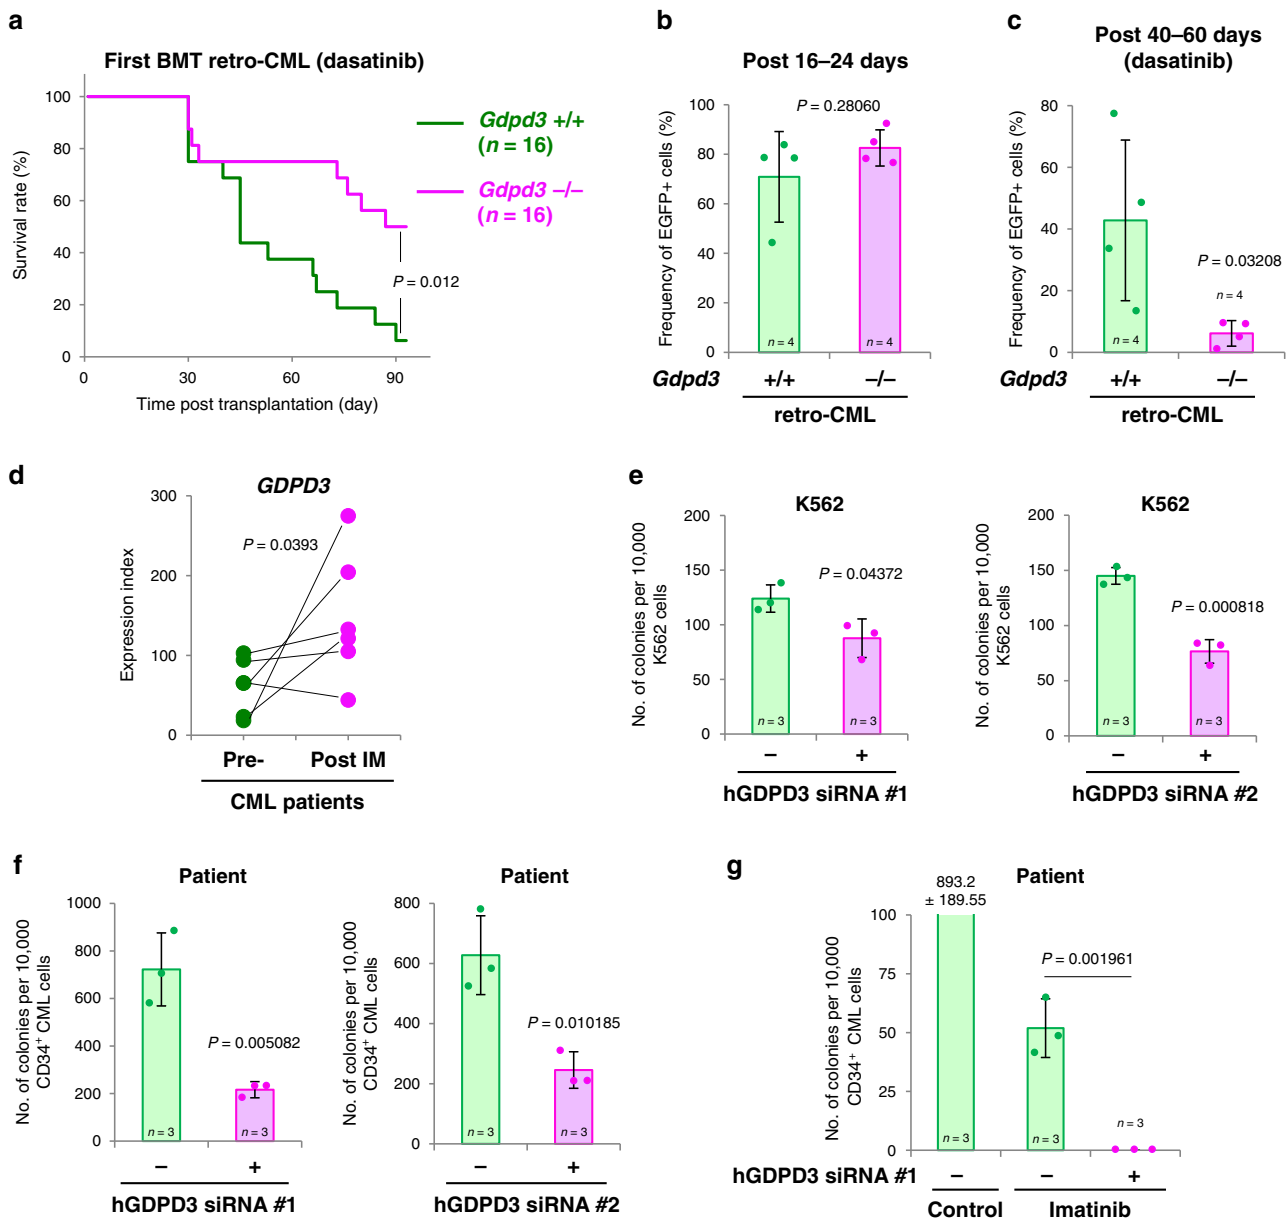 a
First BMT retro-CML (dasatinib)
Survival rate (%)
100
80
60
40
20
0
0 30 60 90
Time post transplantation (day)
Gdpd3 +/+
(n = 16)
Gdpd3 –/–
(n = 16)
P = 0.012
b
Post 16–24 days
Frequency of EGFP+ cells (%)
100
80
60
40
20
0
P = 0.28060
n = 4 n = 4
Gdpd3 +/+ –/–
retro-CML
c
Post 40–60 days
(dasatinib)
Frequency of EGFP+ cells (%)
80
60
40
20
0
P = 0.03208
n = 4
n = 4
Gdpd3 +/+ –/–
retro-CML
d
GDPD3
Expression index
300
200
100
0
P = 0.0393
Pre- Post IM
CML patients
e
K562
No. of colonies per 10,000
K562 cells
200
150
100
50
0
P = 0.04372
n = 3 n = 3
– +
hGDPD3 siRNA #1
K562
No. of colonies per 10,000
K562 cells
200
150
100
50
0
P = 0.000818
n = 3 n = 3
– +
hGDPD3 siRNA #2
f
Patient
No. of colonies per 10,000
CD34+ CML cells
1000
800
600
400
200
0
P = 0.005082
n = 3 n = 3
– +
hGDPD3 siRNA #1
Patient
No. of colonies per 10,000
CD34+ CML cells
800
600
400
200
0
P = 0.010185
n = 3 n = 3
– +
hGDPD3 siRNA #2
g
Patient
893.2
± 189.55
No. of colonies per 10,000
CD34+ CML cells
100
75
50
25
0
P = 0.001961
n = 3
n = 3 n = 3
hGDPD3 siRNA #1 – – +
Control Imatinib